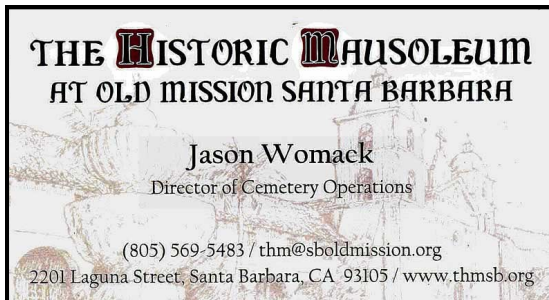 THE HISTORIC MAUSOLEUM
AT OLD MISSION SANTA BARBARA
Jason Womack
Director of Cemetery Operations
(805) 569-5483 / thm@sboldmission.org
2201 Laguna Street, Santa Barbara, CA 93105 / www.thmsb.org